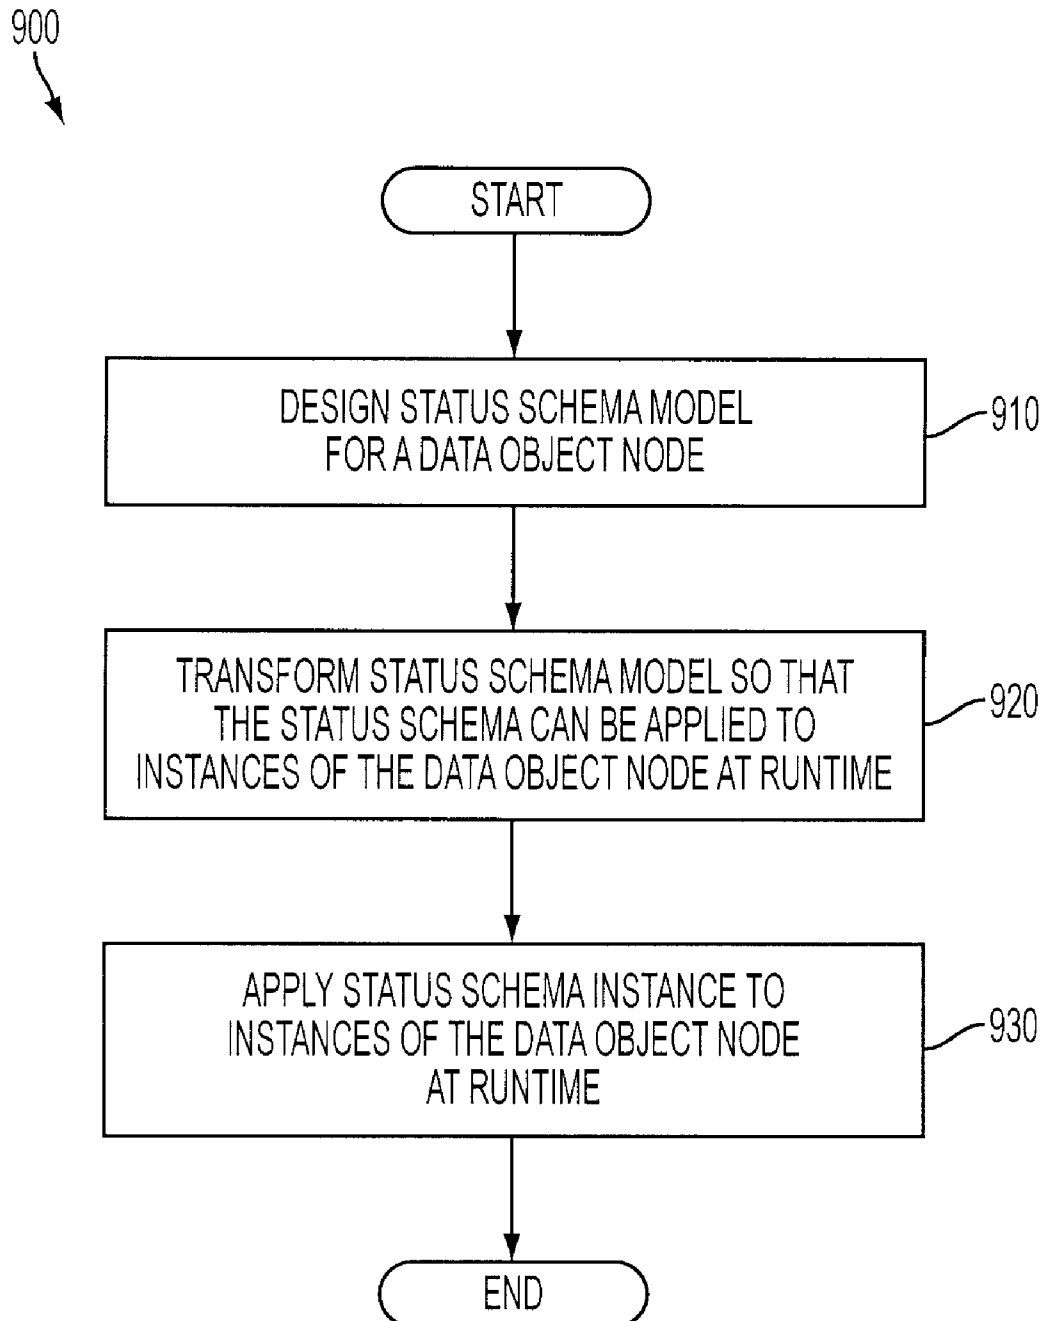 900
START
DESIGN STATUS SCHEMA MODEL
FOR A DATA OBJECT NODE
910
TRANSFORM STATUS SCHEMA MODEL SO THAT
THE STATUS SCHEMA CAN BE APPLIED TO
INSTANCES OF THE DATA OBJECT NODE AT RUNTIME
920
APPLY STATUS SCHEMA INSTANCE TO
INSTANCES OF THE DATA OBJECT NODE
AT RUNTIME
930
END